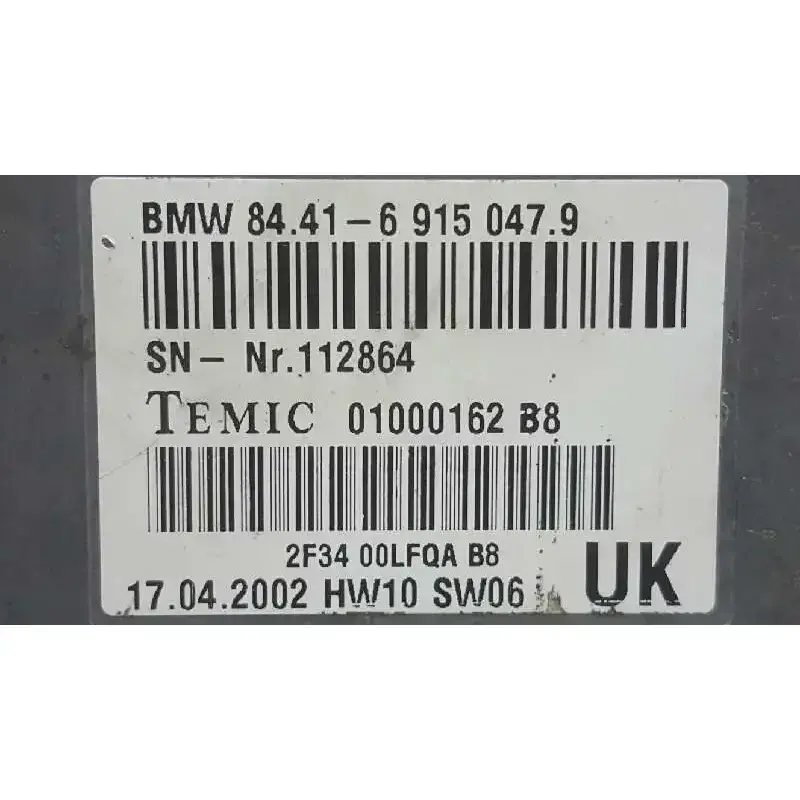 BMW 84.41-6 915 047.9
SN- Nr.112864
TEMIC 01000162 B8
2F34 00LFQA B8
17.04.2002 HW10 SW06 UK